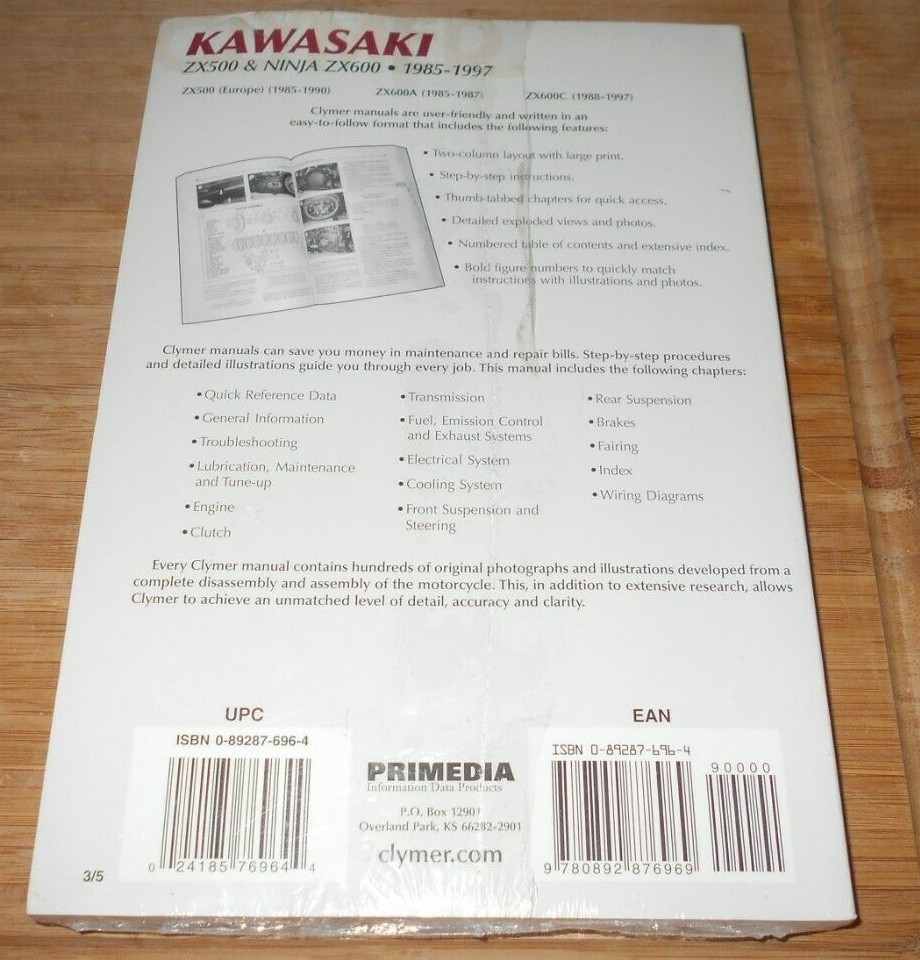 KAWASAKI
ZX500 & NINJA ZX600 • 1985-1997
ZX500 (Europe) (1985-1990) ZX600A (1985-1987) ZX600C (1988-1997)
Clymer manuals are user-friendly and written in an
easy-to-follow format that includes the following features:
• Two-column layout with large print.
• Step-by-step instructions.
• Thumb-tabbed chapters for quick access.
• Detailed exploded views and photos.
• Numbered table of contents and extensive index.
• Bold figure numbers to quickly match
instructions with illustrations and photos.
Clymer manuals can save you money in maintenance and repair bills. Step-by-step procedures
and detailed illustrations guide you through every job. This manual includes the following chapters:
• Quick Reference Data
• General Information
• Troubleshooting
• Lubrication, Maintenance
and Tune-up
• Engine
• Clutch
• Transmission
• Fuel, Emission Control
and Exhaust Systems
• Electrical System
• Cooling System
• Front Suspension and
Steering
• Rear Suspension
• Brakes
• Fairing
• Index
• Wiring Diagrams
Every Clymer manual contains hundreds of original photographs and illustrations developed from a
complete disassembly and assembly of the motorcycle. This, in addition to extensive research, allows
Clymer to achieve an unmatched level of detail, accuracy and clarity.
UPC
ISBN 0-89287-696-4
0 24185 76964 4
PRIMEDIA
Information Data Products
P.O. Box 12901
Overland Park, KS 66282-2901
clymer.com
EAN
ISBN 0-89287-696-4
90000
9 780892 876969
3/5